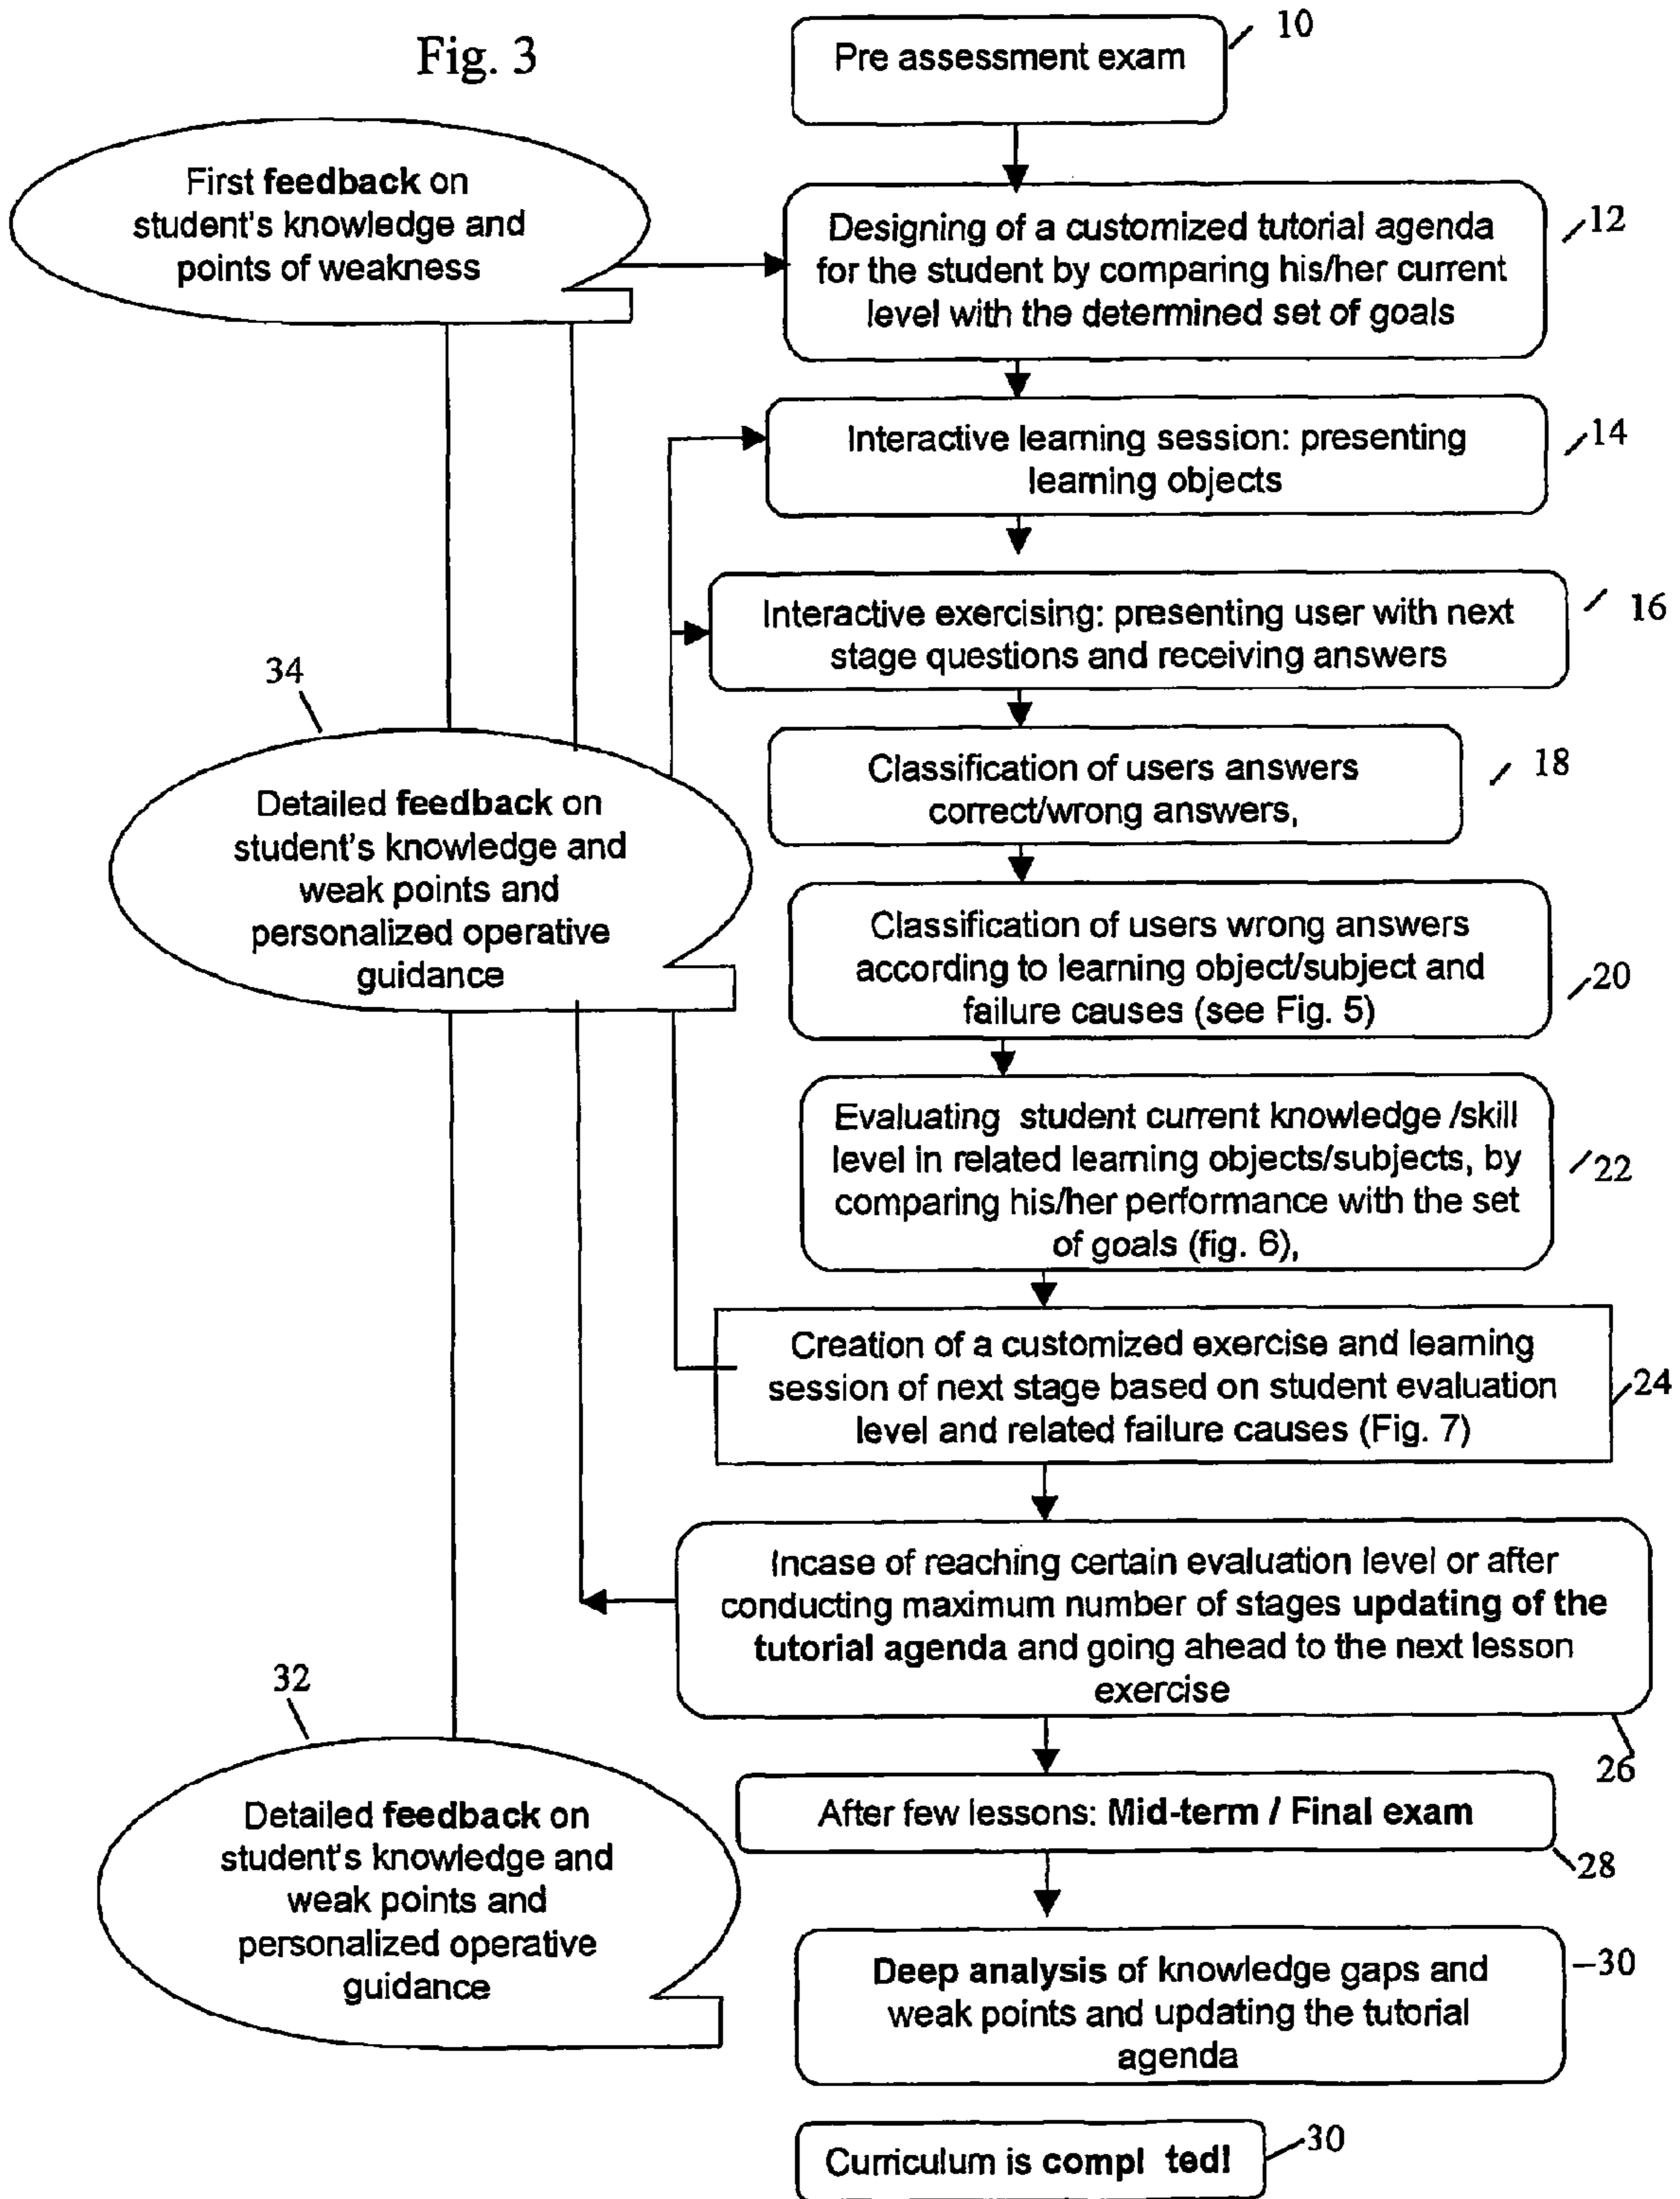 Fig. 3
Pre assessment exam
10
First feedback on
student's knowledge and
points of weakness
Designing of a customized tutorial agenda
for the student by comparing his/her current
level with the determined set of goals
12
Interactive learning session: presenting
learning objects
14
Interactive exercising: presenting user with next
stage questions and receiving answers
16
34
Detailed feedback on
student's knowledge and
weak points and
personalized operative
guidance
Classification of users answers
correct/wrong answers,
18
Classification of users wrong answers
according to learning object/subject and
failure causes (see Fig. 5)
20
Evaluating student current knowledge /skill
level in related learning objects/subjects, by
comparing his/her performance with the set
of goals (fig. 6),
22
Creation of a customized exercise and learning
session of next stage based on student evaluation
level and related failure causes (Fig. 7)
24
Incase of reaching certain evaluation level or after
conducting maximum number of stages updating of the
tutorial agenda and going ahead to the next lesson
exercise
26
32
Detailed feedback on
student's knowledge and
weak points and
personalized operative
guidance
After few lessons: Mid-term / Final exam
28
Deep analysis of knowledge gaps and
weak points and updating the tutorial
agenda
30
Curriculum is compl ted!
30